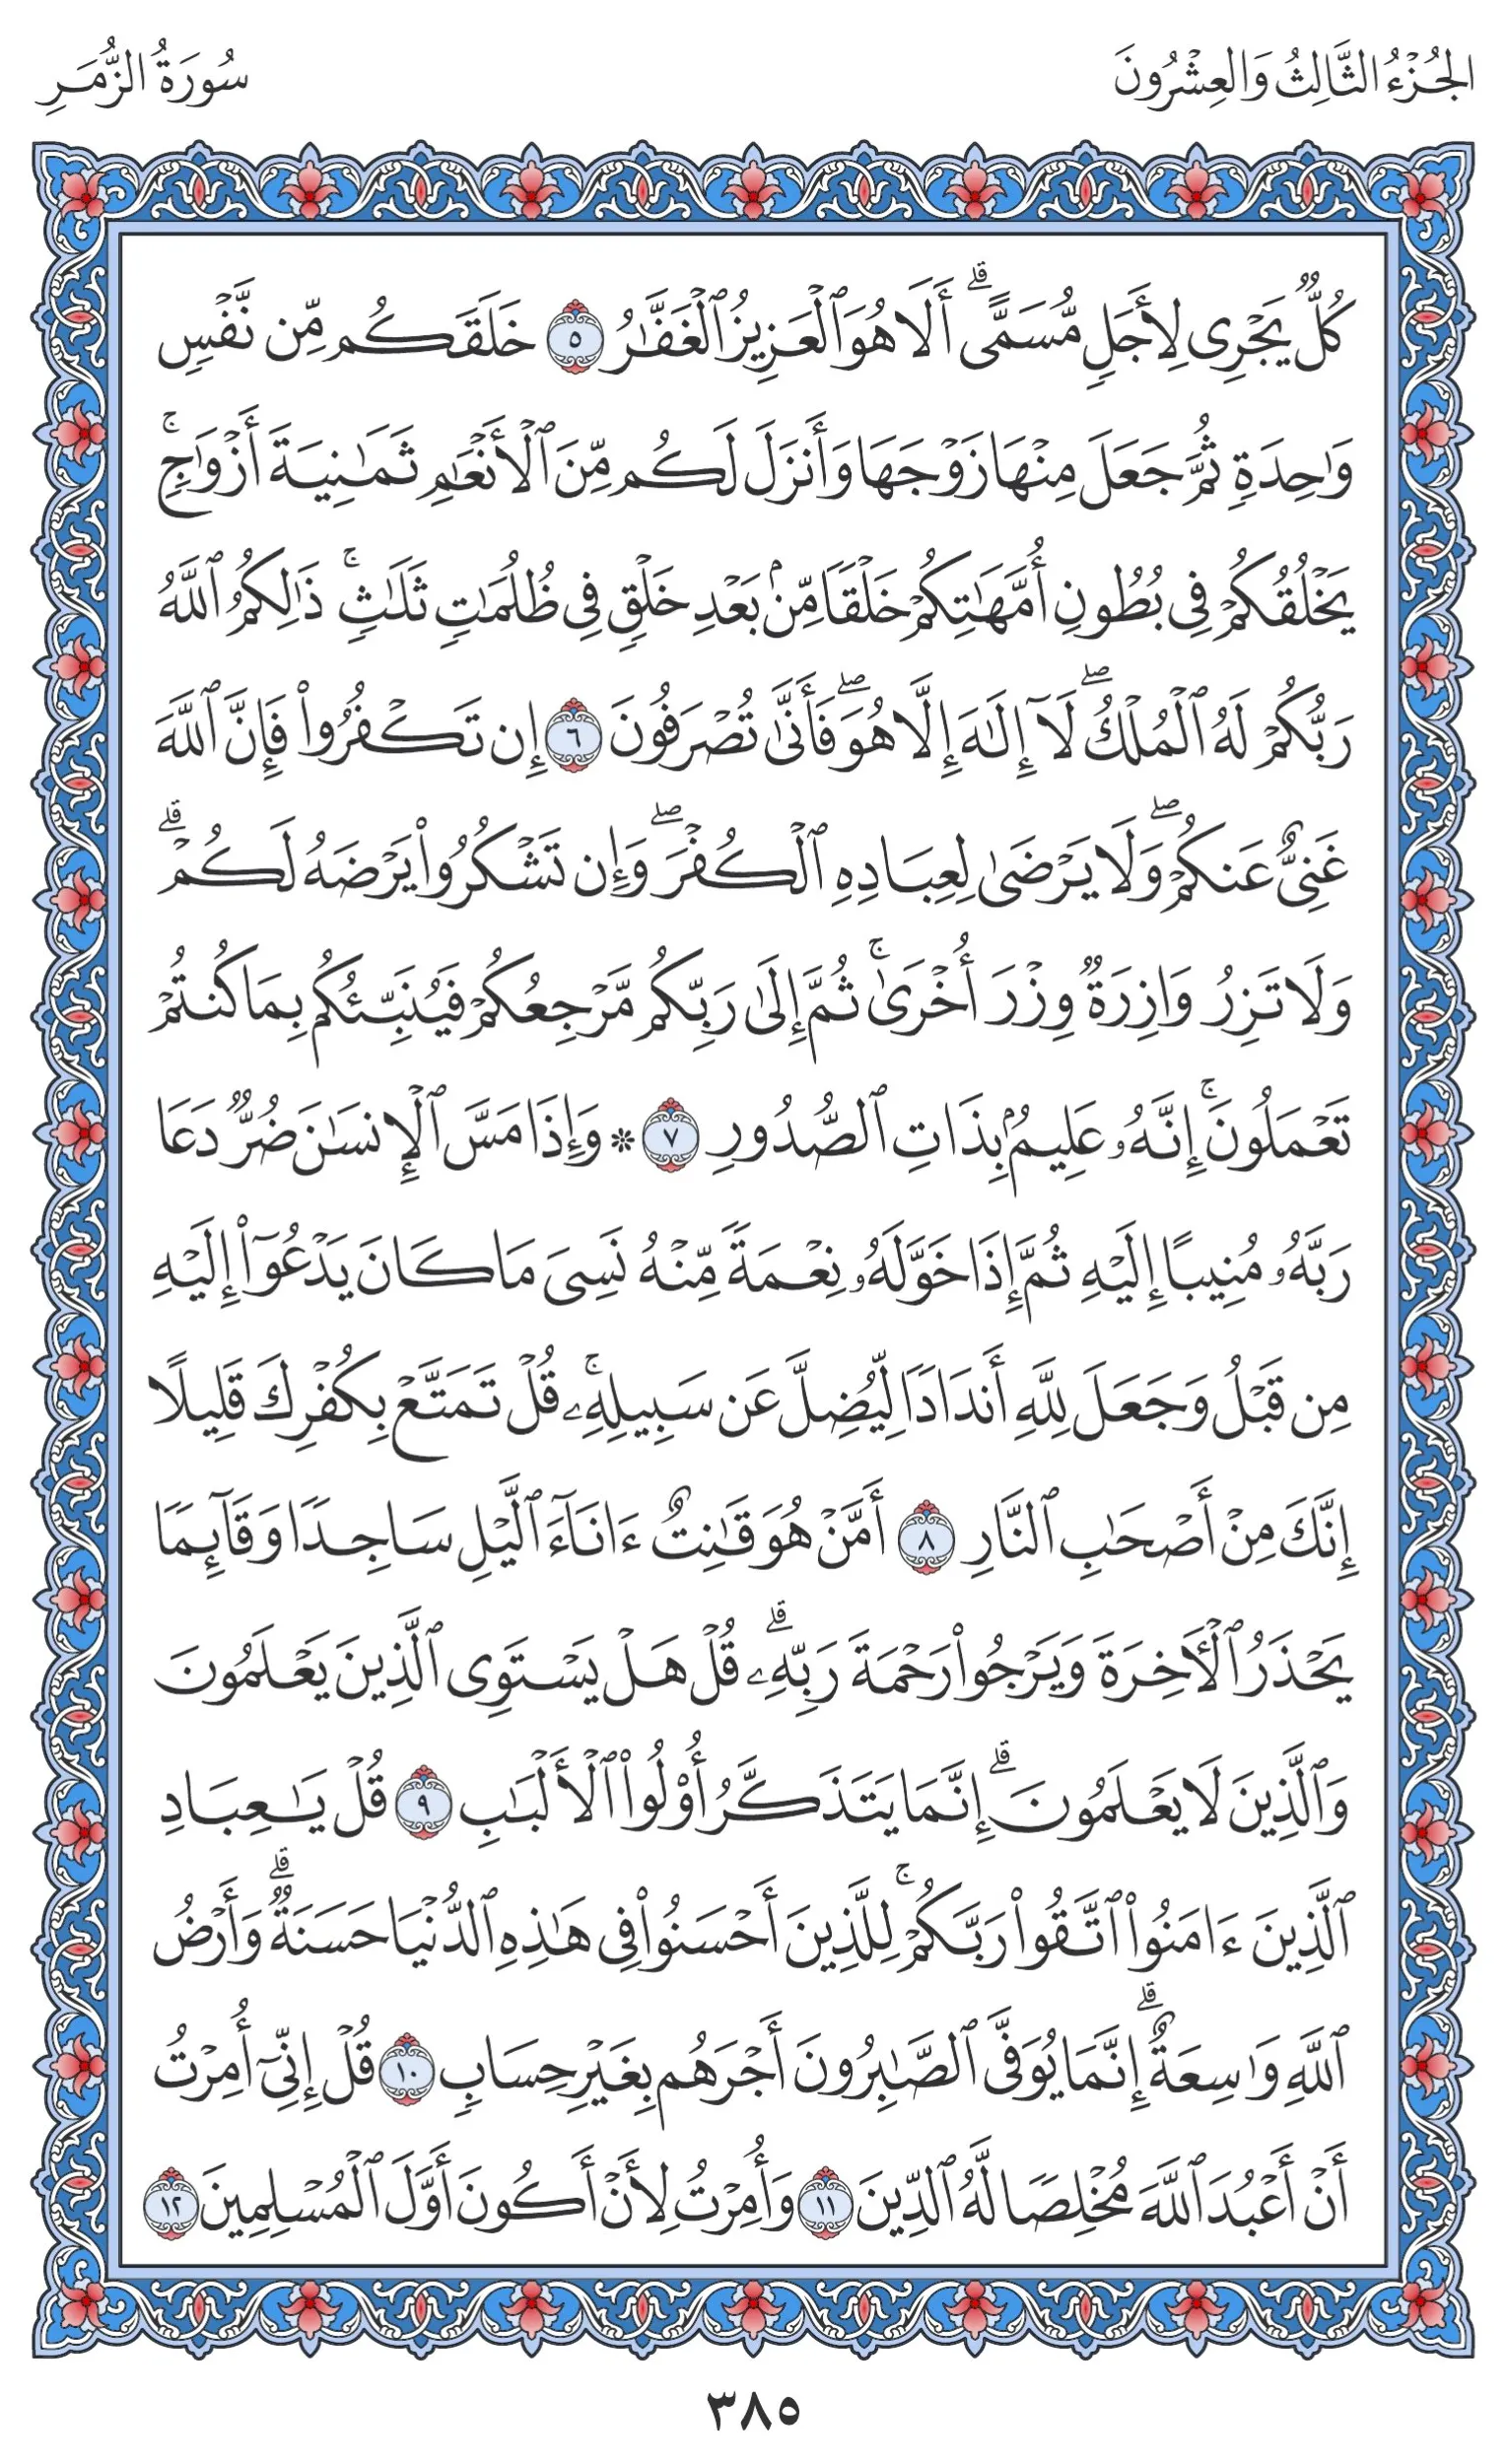 الجُزْءُ الثَّالِثُ وَالعِشْرُونَ
سُورَةُ الزُّمَرِ
كُلٌّ يَجْرِى لِأَجَلٍ مُّسَمًّى ۗ أَلَا هُوَ ٱلْعَزِيزُ ٱلْغَفَّـٰرُ ٥ خَلَقَكُم مِّن نَّفْسٍ
وَٰحِدَةٍ ثُمَّ جَعَلَ مِنْهَا زَوْجَهَا وَأَنزَلَ لَكُم مِّنَ ٱلْأَنْعَـٰمِ ثَمَـٰنِيَةَ أَزْوَٰجٍ ۚ
يَخْلُقُكُمْ فِى بُطُونِ أُمَّهَـٰتِكُمْ خَلْقًا مِّنۢ بَعْدِ خَلْقٍ فِى ظُلُمَـٰتٍ ثَلَـٰثٍ ۚ ذَٰلِكُمُ ٱللَّهُ
رَبُّكُمْ لَهُ ٱلْمُلْكُ ۖ لَآ إِلَـٰهَ إِلَّا هُوَ ۖ فَأَنَّىٰ تُصْرَفُونَ ٦ إِن تَكْفُرُوا۟ فَإِنَّ ٱللَّهَ
غَنِىٌّ عَنكُمْ ۖ وَلَا يَرْضَىٰ لِعِبَادِهِ ٱلْكُفْرَ ۖ وَإِن تَشْكُرُوا۟ يَرْضَهُ لَكُمْ ۗ
وَلَا تَزِرُ وَازِرَةٌ وِزْرَ أُخْرَىٰ ۚ ثُمَّ إِلَىٰ رَبِّكُم مَّرْجِعُكُمْ فَيُنَبِّئُكُم بِمَا كُنتُمْ
تَعْمَلُونَ ۚ إِنَّهُۥ عَلِيمٌۢ بِذَاتِ ٱلصُّدُورِ ٧ * وَإِذَا مَسَّ ٱلْإِنسَـٰنَ ضُرٌّ دَعَا
رَبَّهُۥ مُنِيبًا إِلَيْهِ ثُمَّ إِذَا خَوَّلَهُۥ نِعْمَةً مِّنْهُ نَسِىَ مَا كَانَ يَدْعُوٓا۟ إِلَيْهِ
مِن قَبْلُ وَجَعَلَ لِلَّهِ أَندَادًا لِّيُضِلَّ عَن سَبِيلِهِۦ ۚ قُلْ تَمَتَّعْ بِكُفْرِكَ قَلِيلًا
إِنَّكَ مِنْ أَصْحَـٰبِ ٱلنَّارِ ٨ أَمَّنْ هُوَ قَـٰنِتٌ ءَانَآءَ ٱلَّيْلِ سَاجِدًا وَقَآئِمًا
يَحْذَرُ ٱلْـَٔاخِرَةَ وَيَرْجُوا۟ رَحْمَةَ رَبِّهِۦ ۗ قُلْ هَلْ يَسْتَوِى ٱلَّذِينَ يَعْلَمُونَ
وَٱلَّذِينَ لَا يَعْلَمُونَ ۗ إِنَّمَا يَتَذَكَّرُ أُو۟لُوا۟ ٱلْأَلْبَـٰبِ ٩ قُلْ يَـٰعِبَادِ
ٱلَّذِينَ ءَامَنُوا۟ ٱتَّقُوا۟ رَبَّكُمْ ۚ لِلَّذِينَ أَحْسَنُوا۟ فِى هَـٰذِهِ ٱلدُّنْيَا حَسَنَةٌ ۗ وَأَرْضُ
ٱللَّهِ وَٰسِعَةٌ ۗ إِنَّمَا يُوَفَّى ٱلصَّـٰبِرُونَ أَجْرَهُم بِغَيْرِ حِسَابٍ ١٠ قُلْ إِنِّىٓ أُمِرْتُ
أَنْ أَعْبُدَ ٱللَّهَ مُخْلِصًا لَّهُ ٱلدِّينَ ١١ وَأُمِرْتُ لِأَنْ أَكُونَ أَوَّلَ ٱلْمُسْلِمِينَ ١٢
٣٨٥